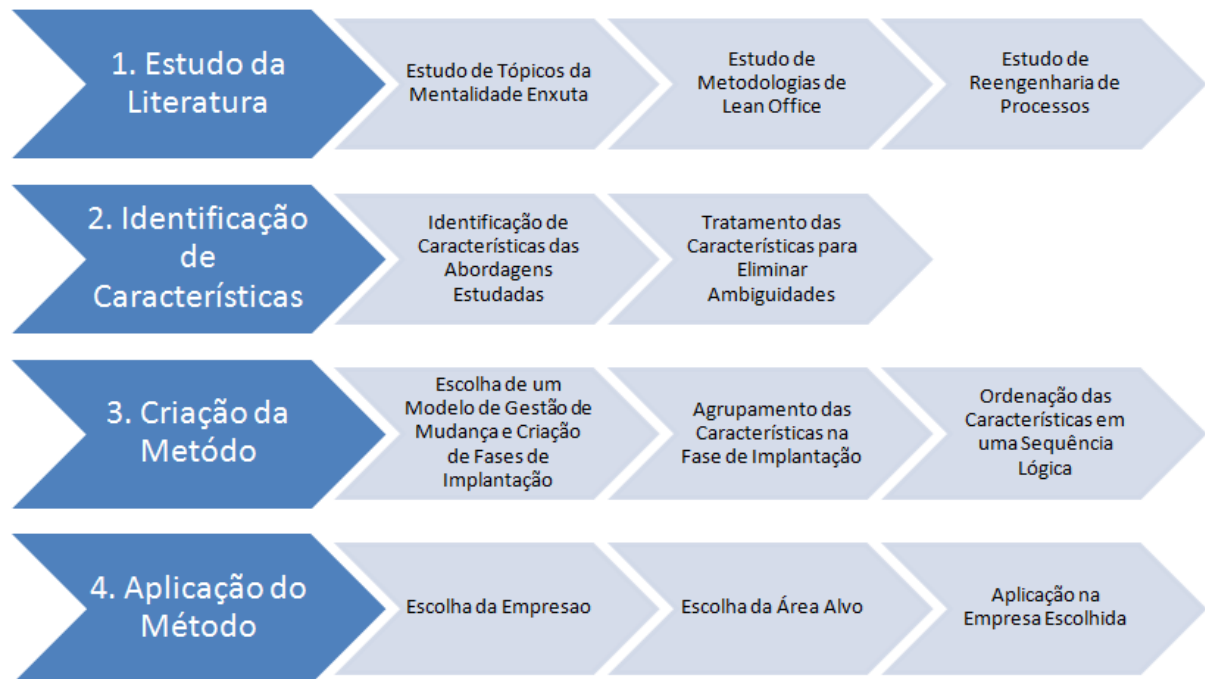 1. Estudo da
Literatura
Estudo de Tópicos da
Mentalidade Enxuta
Estudo de
Metodologias de
Lean Office
Estudo de
Reengenharia de
Processos
2. Identificação
de
Características
Identificação de
Características das
Abordagens
Estudadas
Tratamento das
Características para
Eliminar
Ambiguidades
3. Criação da
Metódo
Escolha de um
Modelo de Gestão de
Mudança e Criação
de Fases de
Implantação
Agrupamento das
Características na
Fase de Implantação
Ordenação das
Características em
uma Sequência
Lógica
4. Aplicação do
Método
Escolha da Empresao
Escolha da Área Alvo
Aplicação na
Empresa Escolhida